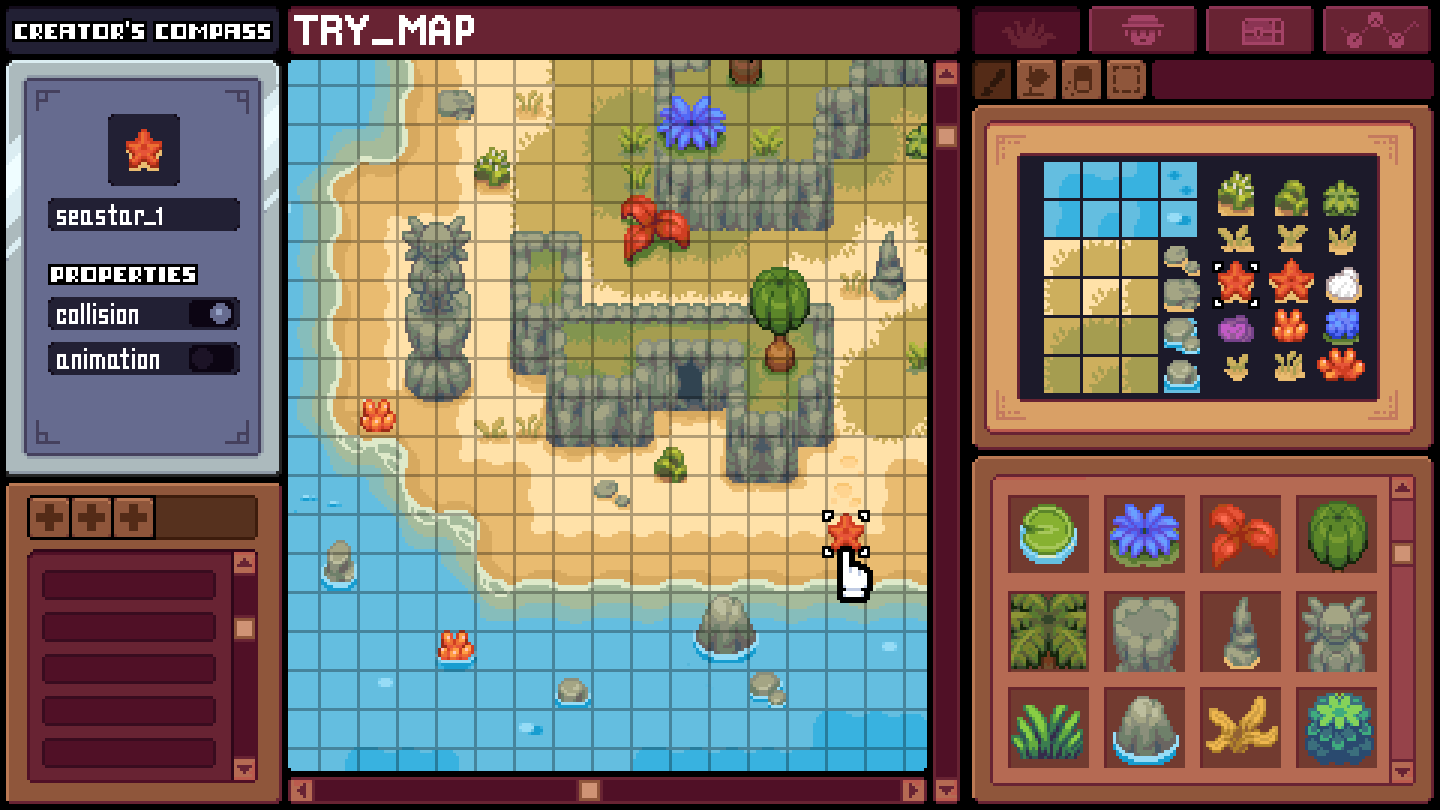 CREATOR'S COMPASS
TRY_MAP
seastar_1
PROPERTIES
collision
animation